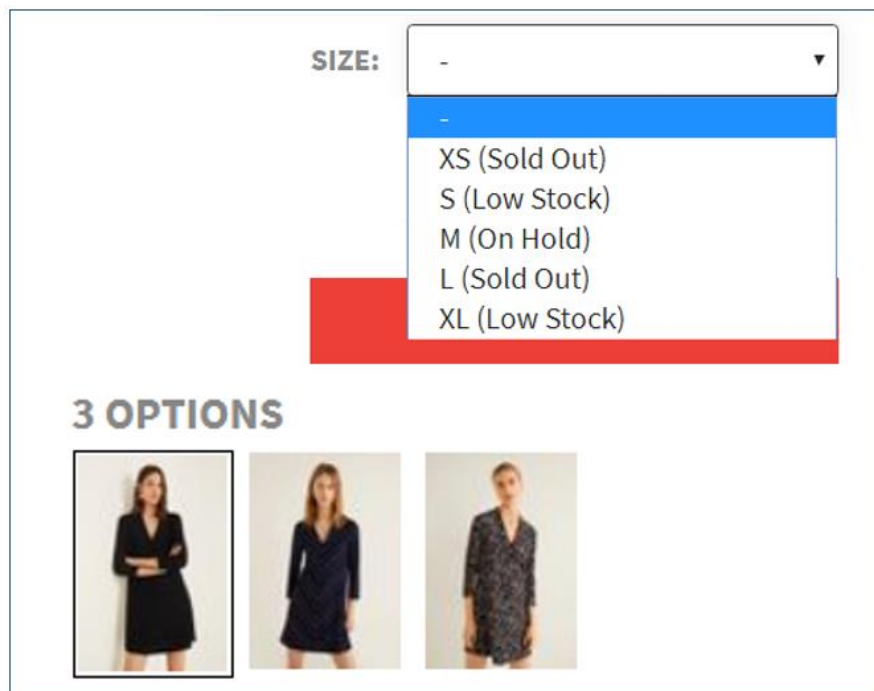 SIZE: -
-
XS (Sold Out)
S (Low Stock)
M (On Hold)
L (Sold Out)
XL (Low Stock)
3 OPTIONS